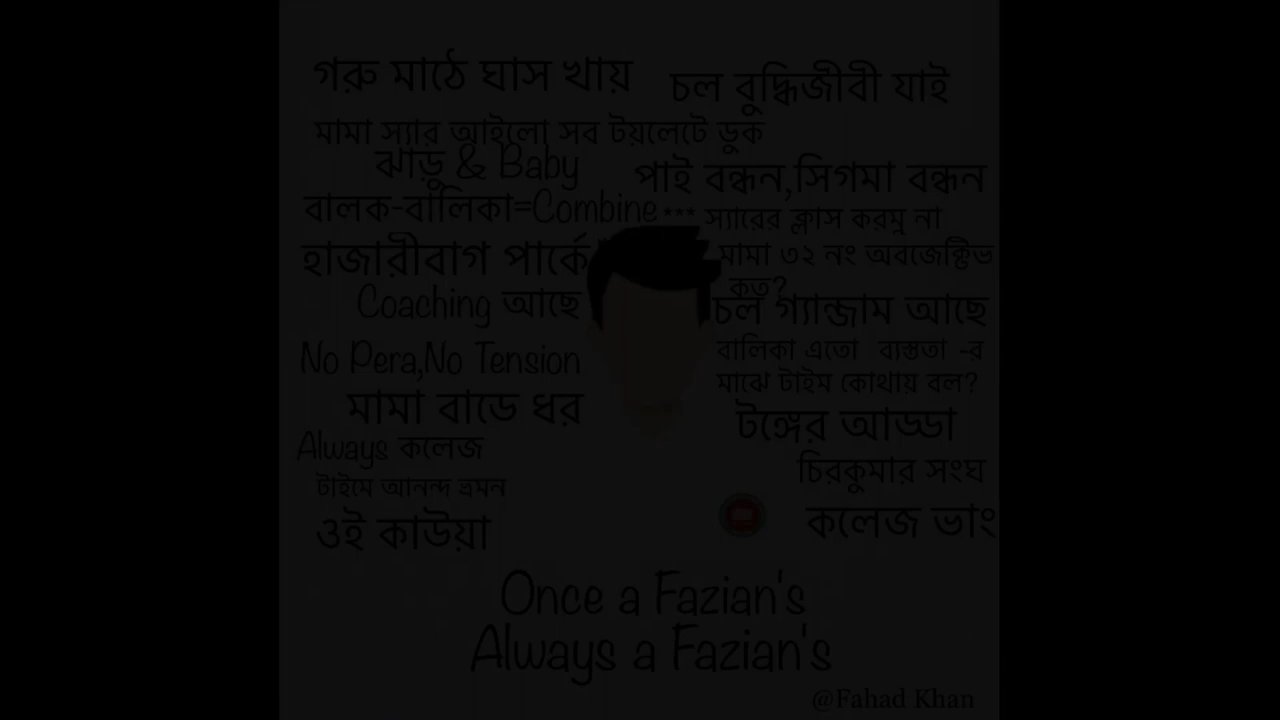 গরু মাঠে ঘাস খায়
চল বুদ্ধিজীবী যাই
মামা স্যার আইলো সব টয়লেটে ডুক
ঝাড়ু & Baby
পাই বন্ধন,সিগমা বন্ধন
বালক-বালিকা=Combine
*** স্যারের ক্লাস করমু না
হাজারীবাগ পার্কে
মামা ৩২ নং অবজেক্টিভ
কত?
Coaching আছে
চল গ্যান্জাম আছে
No Pera,No Tension
বালিকা এতো ব্যস্ততা -র
মাঝে টাইম কোথায় বল?
মামা বাডে ধর
টঙ্গের আড্ডা
Always কলেজ
টাইমে আনন্দ ভ্রমন
চিরকুমার সংঘ
ওই কাউয়া
কলেজ ভাং
Once a Fazian's
Always a Fazian's
@Fahad Khan